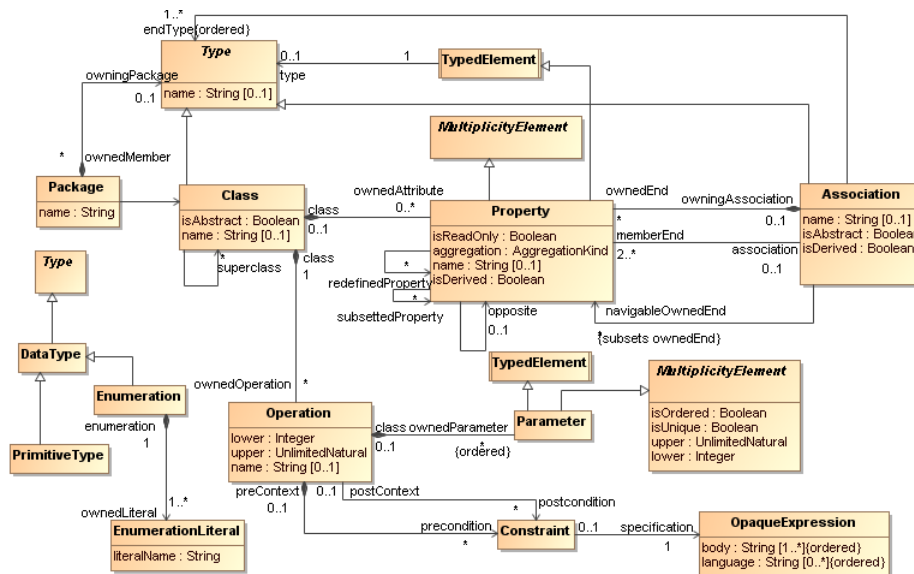 1..*
endType{ordered}
Type
name : String [0..1]
0..1
type
1
TypedElement
owningPackage
0..1
MultiplicityElement
*
ownedMember
Package
name : String
Class
isAbstract : Boolean
name : String [0..1]
class
0..1
ownedAttribute
0..*
Property
isReadOnly : Boolean
aggregation : AggregationKind
name : String [0..1]
isDerived : Boolean
ownedEnd
*
owningAssociation
0..1
memberEnd
2..*
association
0..1
Association
name : String [0..1]
isAbstract : Boolean
isDerived : Boolean
*
superclass
class
1
*
redefinedProperty
*
subsettedProperty
opposite
0..1
navigableOwnedEnd
*
{subsets ownedEnd}
Type
DataType
Enumeration
enumeration
1
PrimitiveType
1..*
ownedLiteral
EnumerationLiteral
literalName : String
ownedOperation
*
Operation
lower : Integer
upper : UnlimitedNatural
name : String [0..1]
class
0..1
ownedParameter
*
{ordered}
TypedElement
Parameter
MultiplicityElement
isOrdered : Boolean
isUnique : Boolean
upper : UnlimitedNatural
lower : Integer
preContext
0..1
0..1
postContext
*
postcondition
precondition
*
Constraint
0..1
specification
1
OpaqueExpression
body : String [1..*]{ordered}
language : String [0..*]{ordered}